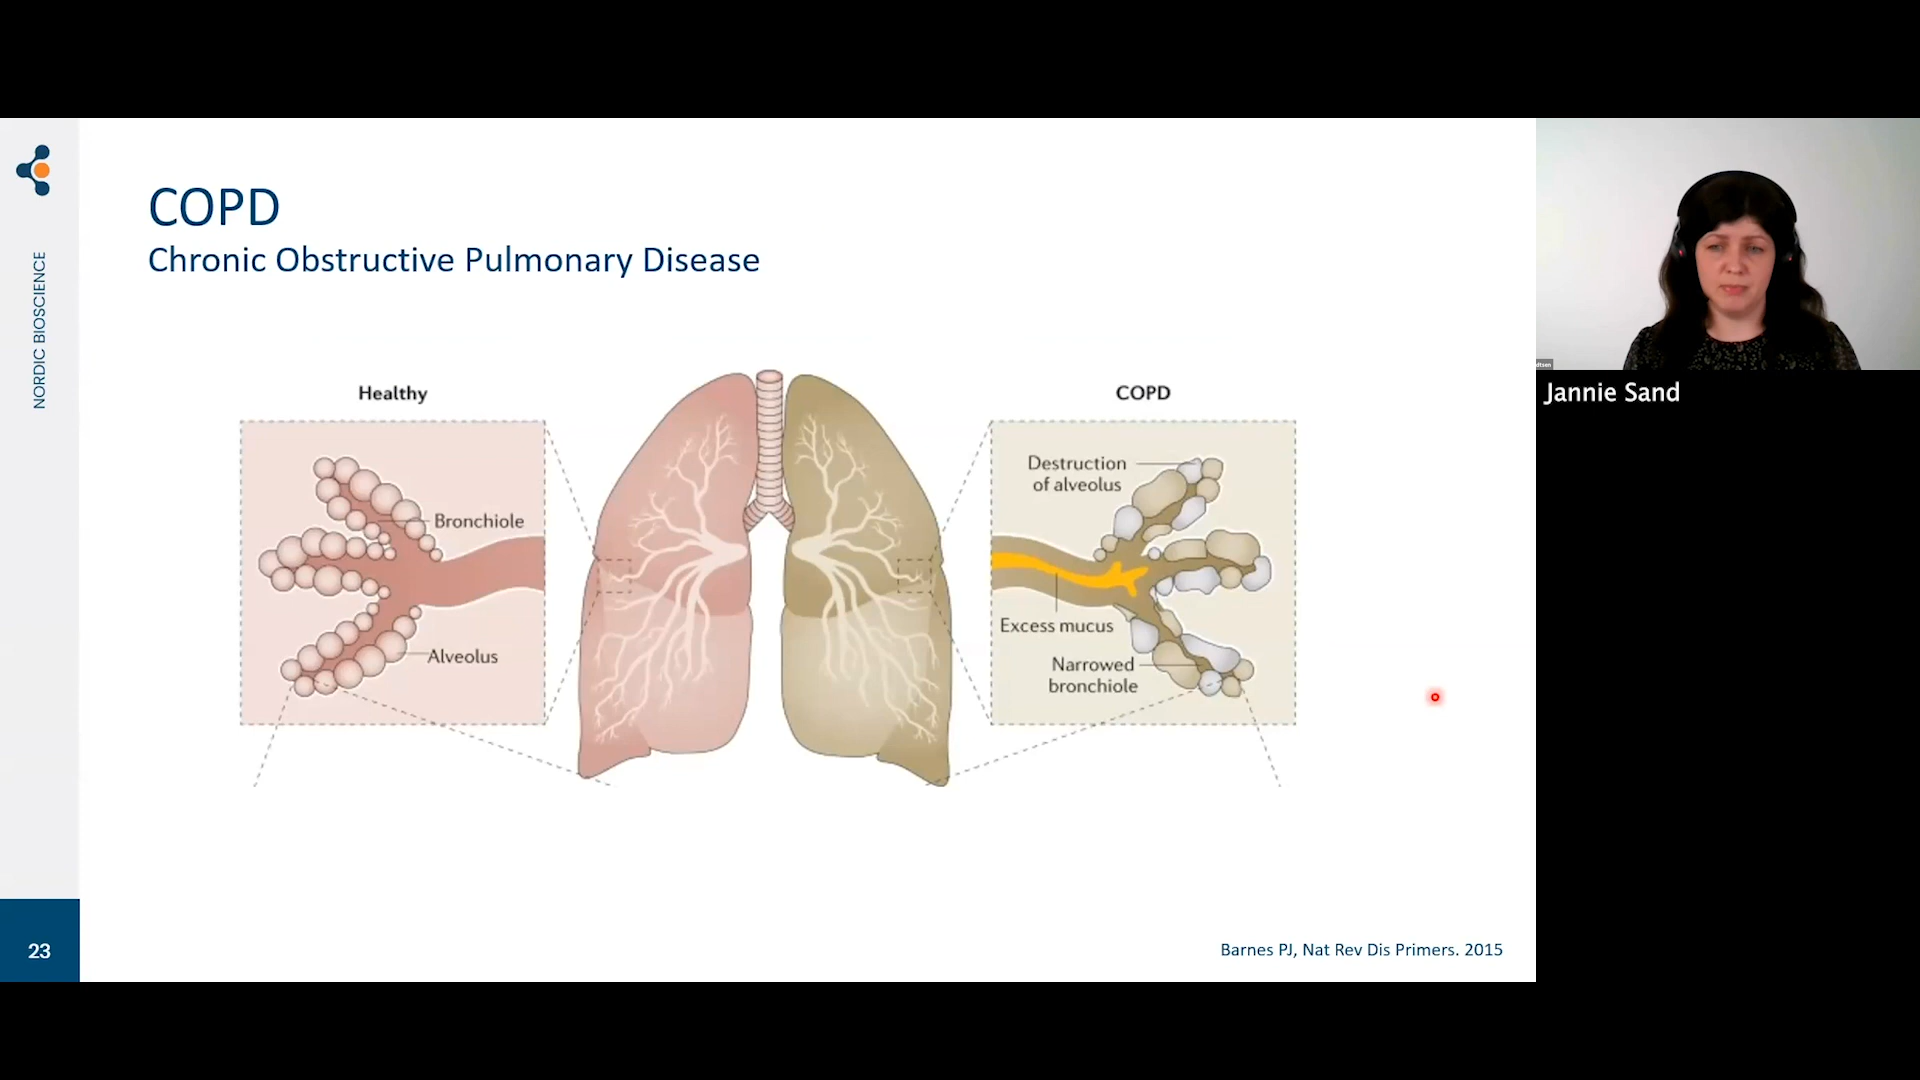 COPD
Chronic Obstructive Pulmonary Disease
NORDIC BIOSCIENCE
Healthy
Bronchiole
Alveolus
COPD
Destruction
of alveolus
Excess mucus
Narrowed
bronchiole
23
Barnes PJ, Nat Rev Dis Primers. 2015
Jannie Sand